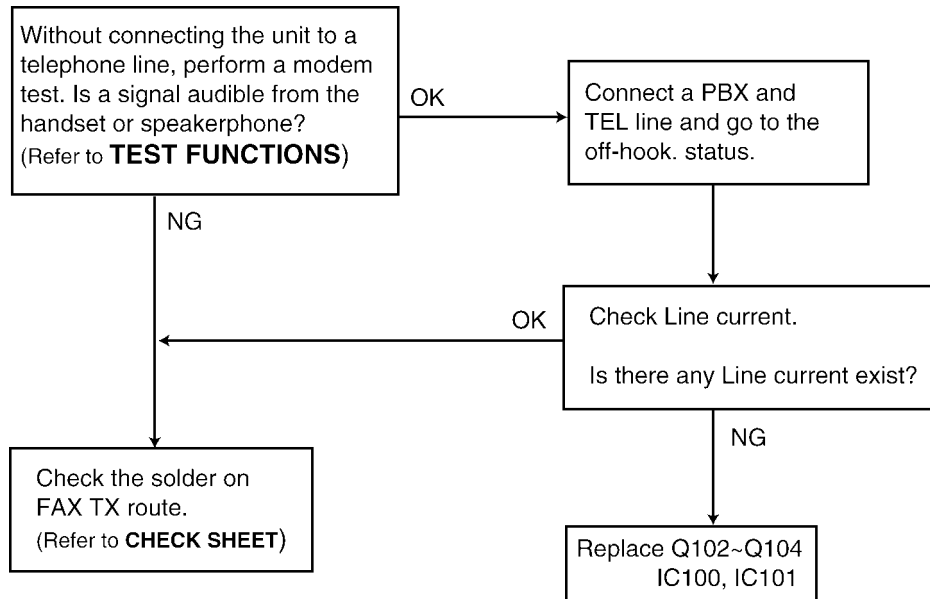 Without connecting the unit to a
telephone line, perform a modem
test. Is a signal audible from the
handset or speakerphone?
(Refer to TEST FUNCTIONS)
OK
Connect a PBX and
TEL line and go to the
off-hook. status.
NG
OK
Check Line current.
Is there any Line current exist?
NG
Check the solder on
FAX TX route.
(Refer to CHECK SHEET)
Replace Q102~Q104
IC100, IC101